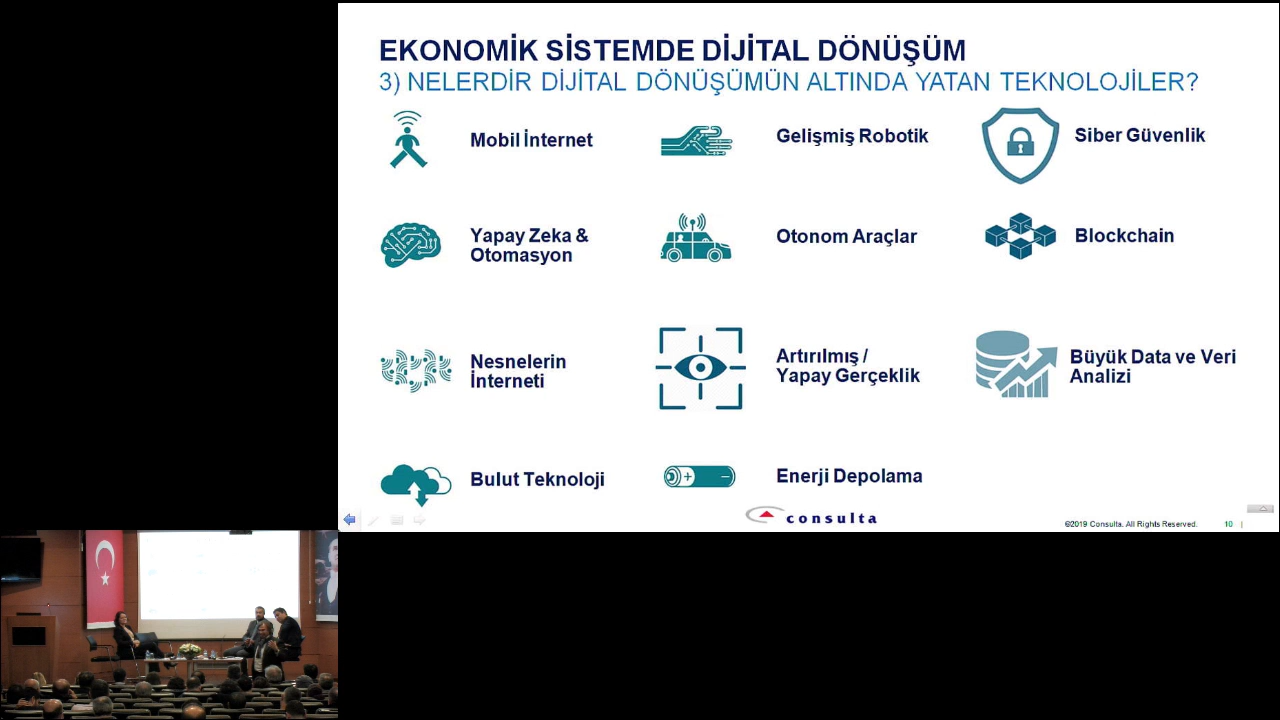 EKONOMİK SİSTEMDE DİJİTAL DÖNÜŞÜM
3) NELERDİR DİJİTAL DÖNÜŞÜMÜN ALTINDA YATAN TEKNOLOJİLER?
Mobil İnternet
Gelişmiş Robotik
Siber Güvenlik
Yapay Zeka &
Otomasyon
Otonom Araçlar
Blockchain
Nesnelerin
İnterneti
Artırılmış /
Yapay Gerçeklik
Büyük Data ve Veri
Analizi
Bulut Teknoloji
Enerji Depolama
consulta
©2019 Consulta. All Rights Reserved.
10 |